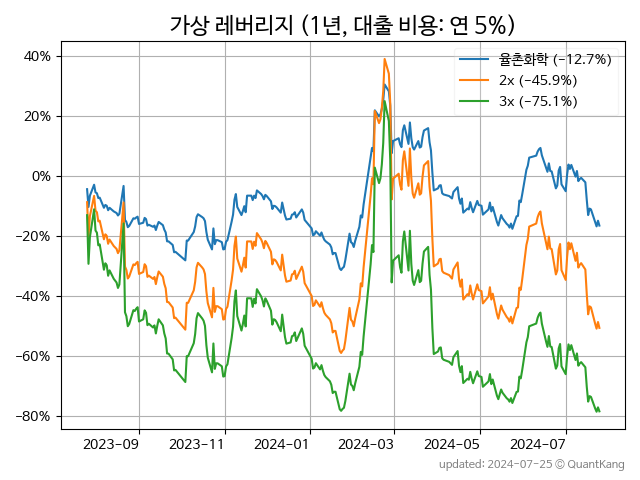 가상 레버리지 (1년, 대출 비용: 연 5%)
40%
20%
0%
−20%
−40%
−60%
−80%
율촌화학 (-12.7%)
2x (-45.9%)
3x (-75.1%)
2023-09 2023-11 2024-01 2024-03 2024-05 2024-07
updated: 2024-07-25 © QuantKang